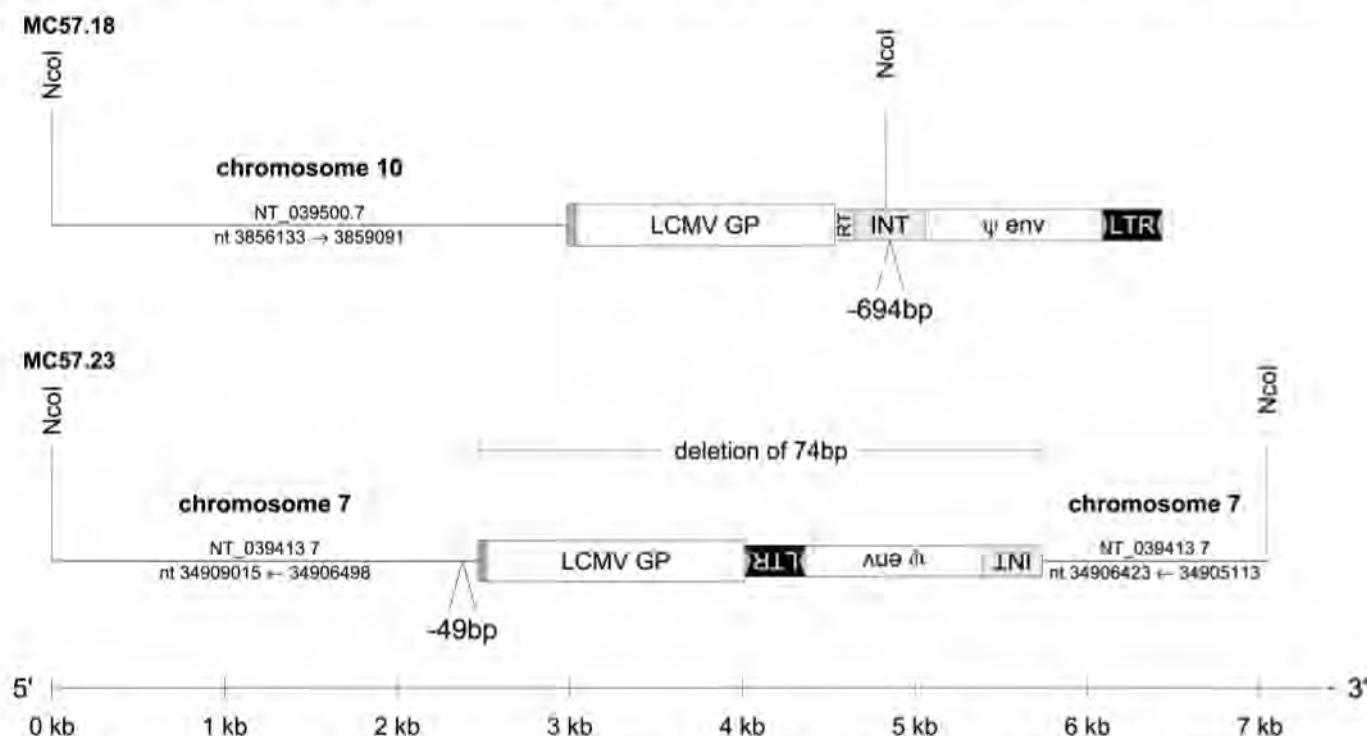 MC57.18
NcoI
NcoI
chromosome 10
NT_039500.7
nt 3856133 → 3859091
LCMV GP
RT
INT
ψ env
LTR
-694bp
MC57.23
NcoI
NcoI
deletion of 74bp
chromosome 7
chromosome 7
NT_039413.7
nt 34909015 ← 34906498
LCMV GP
LTR
ψ env
INT
NT_039413.7
nt 34906423 ← 34905113
-49bp
5'
3'
0 kb 1 kb 2 kb 3 kb 4 kb 5 kb 6 kb 7 kb